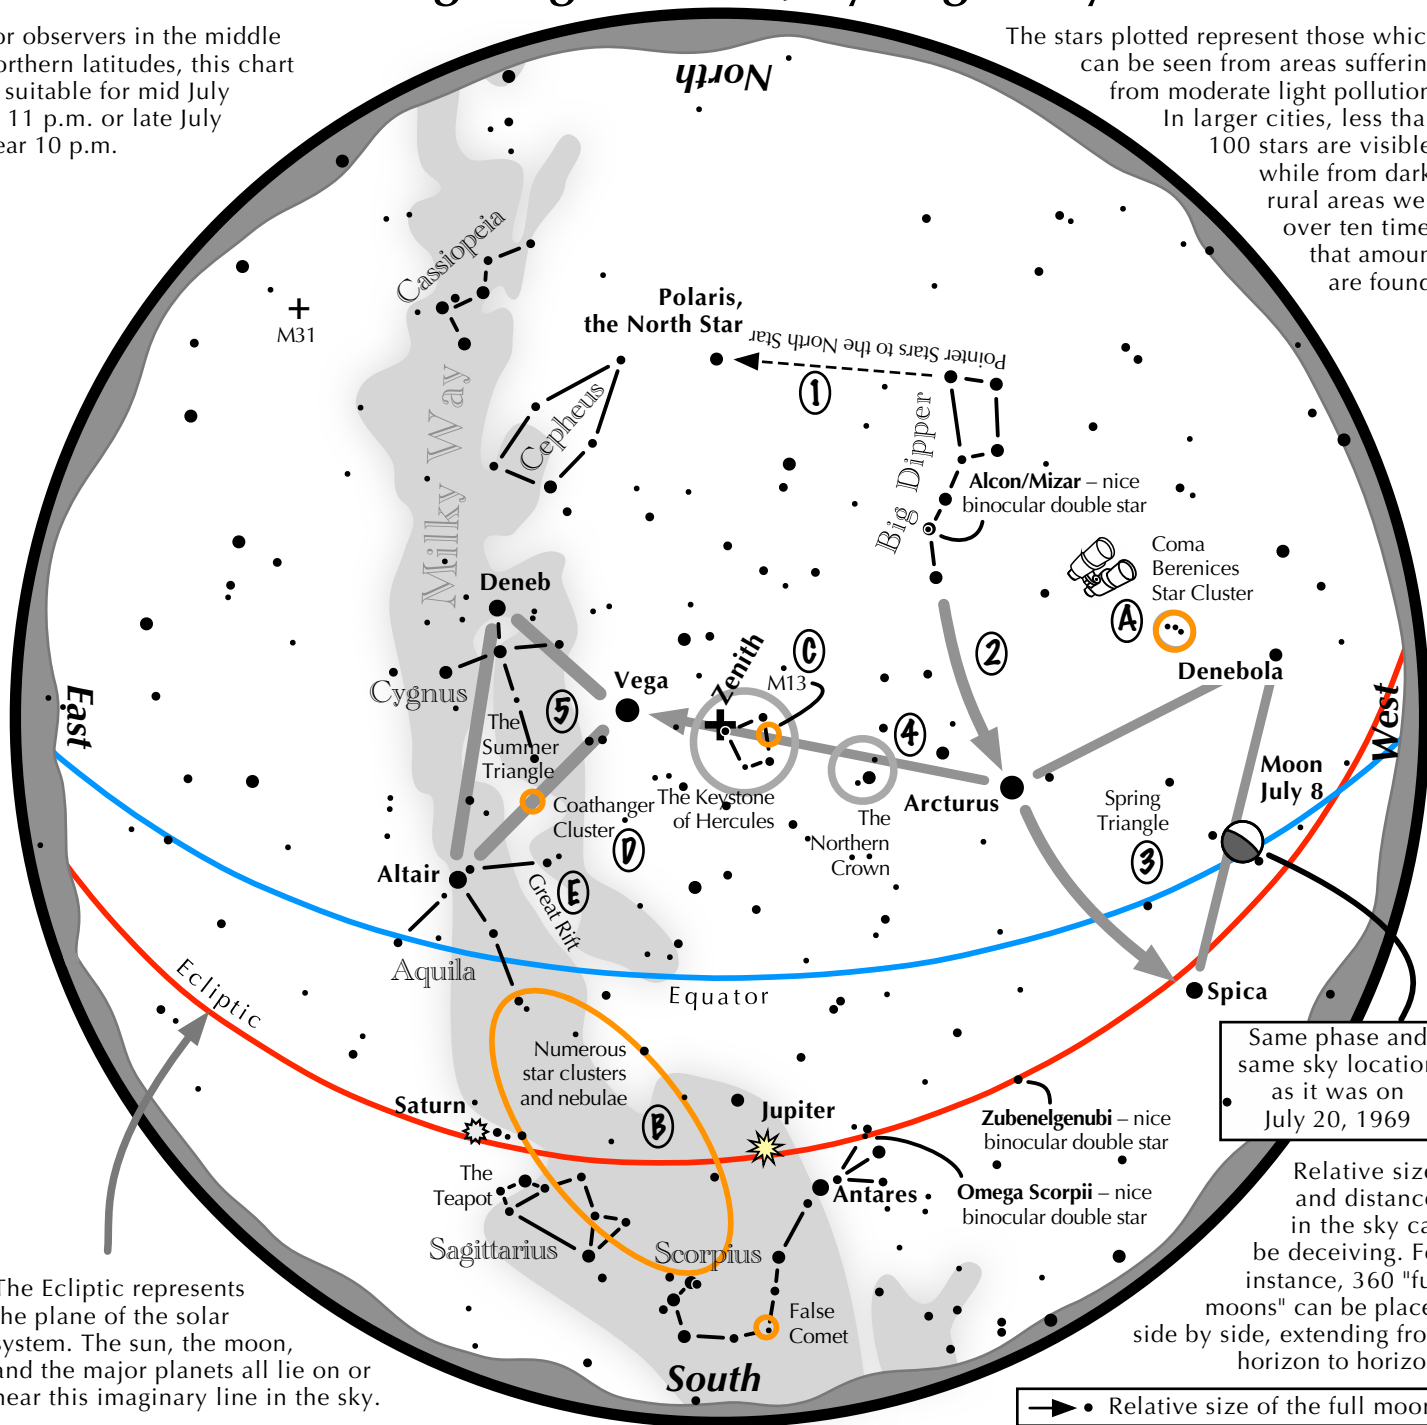 or observers in the middle
orthern latitudes, this chart
suitable for mid July
11 p.m. or late July
ear 10 p.m.
The stars plotted represent those whic
can be seen from areas sufferin
from moderate light pollution
In larger cities, less tha
100 stars are visible
while from dark
rural areas we
over ten time
that amoun
are found
North
Cassiopeia
M31
Polaris,
the North Star
Pointer Stars to the North Star
1
Cepheus
Milky Way
Big Dipper
Alcon/Mizar – nice
binocular double star
Coma
Berenices
Star Cluster
A
Deneb
Cygnus
Vega
Zenith
C
M13
2
Denebola
East
West
The
Summer
Triangle
5
4
Coathanger
Cluster
D
The Keystone
of Hercules
The
Northern
Crown
Arcturus
Spring
Triangle
3
Moon
July 8
Altair
E
Great Rift
Aquila
Ecliptic
Equator
Spica
Same phase and
same sky location
as it was on
July 20, 1969
Numerous
star clusters
and nebulae
B
Saturn
Jupiter
Zubenelgenubi – nice
binocular double star
The
Teapot
Antares
Omega Scorpii – nice
binocular double star
Sagittarius
Scorpius
False
Comet
South
The Ecliptic represents
the plane of the solar
system. The sun, the moon,
and the major planets all lie on or
near this imaginary line in the sky.
Relative size
and distance
in the sky ca
be deceiving. Fo
instance, 360 "fu
moons" can be place
side by side, extending fro
horizon to horizo
Relative size of the full moon